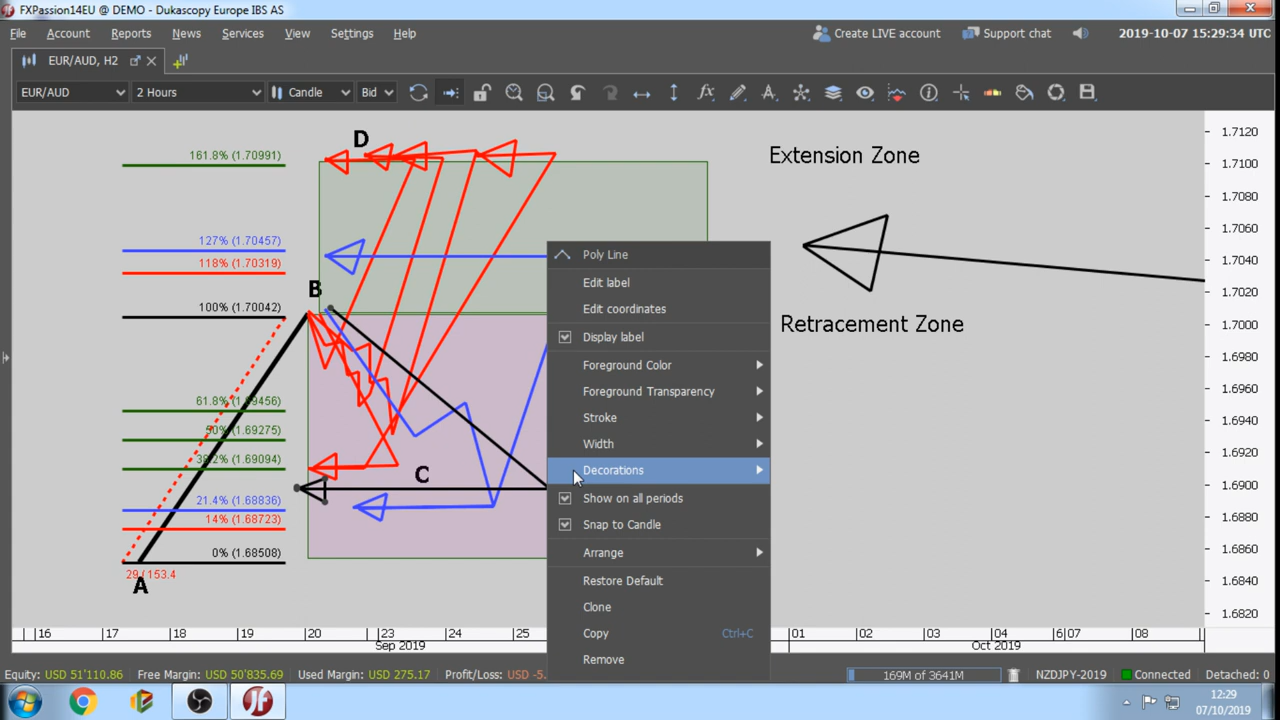 FXPassion14EU @ DEMO - Dukascopy Europe IBS AS
File Account Reports News Services View Settings Help
Create LIVE account Support chat 2019-10-07 15:29:34 UTC
EUR/AUD, H2
EUR/AUD 2 Hours Candle Bid
D
161.8% (1.70991)
Extension Zone
127% (1.70457)
118% (1.70319)
B
100% (1.70042)
Retracement Zone
61.8% (1.69456)
50% (1.69275)
38.2% (1.69094)
C
21.4% (1.68836)
14% (1.68723)
0% (1.68508)
29 / 153.4
A
Poly Line
Edit label
Edit coordinates
Display label
Foreground Color
Foreground Transparency
Stroke
Width
Decorations
Show on all periods
Snap to Candle
Arrange
Restore Default
Clone
Copy Ctrl+C
Remove
1.7120
1.7100
1.7080
1.7060
1.7040
1.7020
1.7000
1.6980
1.6960
1.6940
1.6920
1.6900
1.6880
1.6860
1.6840
1.6820
16 17 18 19 20 23 24 25 01 02 03 04 6|07 08
Sep 2019 Oct 2019
Equity: USD 51'110.86 Free Margin: USD 50'835.69 Used Margin: USD 275.17 Profit/Loss: USD -5. 169M of 3641M NZDJPY-2019 Connected Detached: 0
12:29
07/10/2019